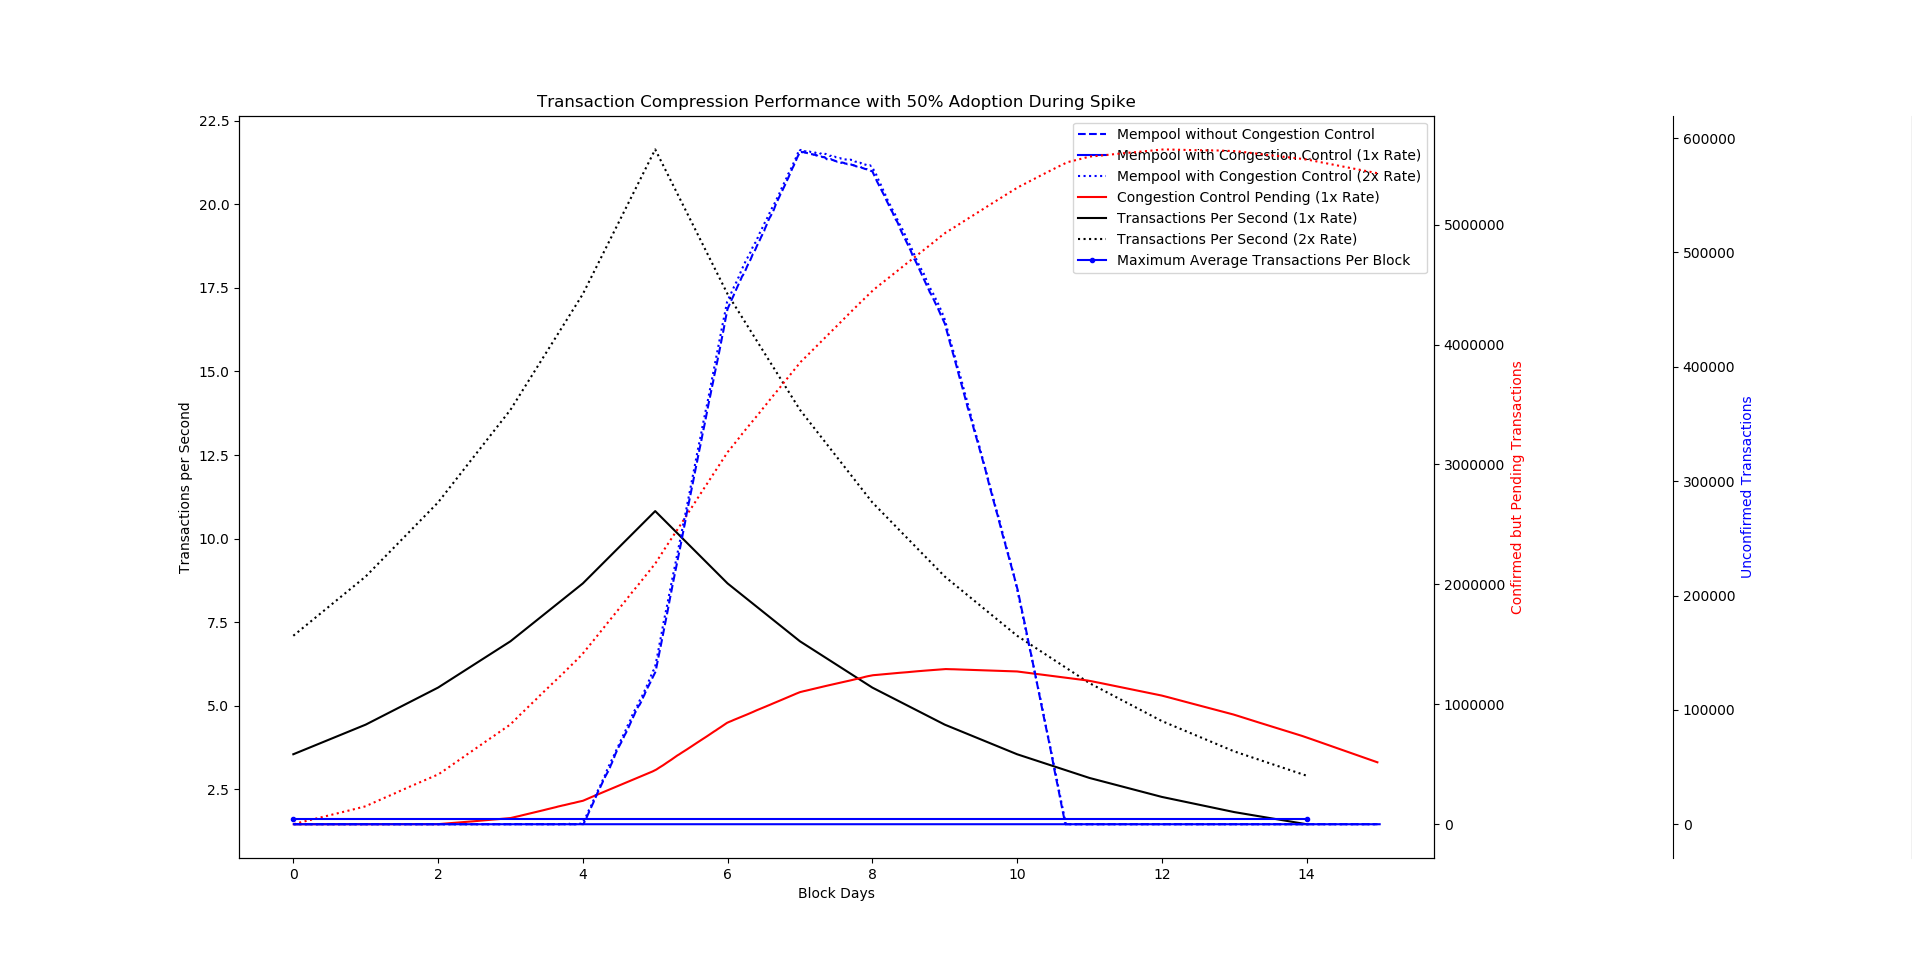 Transaction Compression Performance with 50% Adoption During Spike
Mempool without Congestion Control
Mempool with Congestion Control (1x Rate)
Mempool with Congestion Control (2x Rate)
Congestion Control Pending (1x Rate)
Transactions Per Second (1x Rate)
Transactions Per Second (2x Rate)
Maximum Average Transactions Per Block
Transactions per Second
22.5
20.0
17.5
15.0
12.5
10.0
7.5
5.0
2.5
0 2 4 6 8 10 12 14
Block Days
5000000
4000000
3000000
2000000
1000000
0
Confirmed but Pending Transactions
600000
500000
400000
300000
200000
100000
0
Unconfirmed Transactions